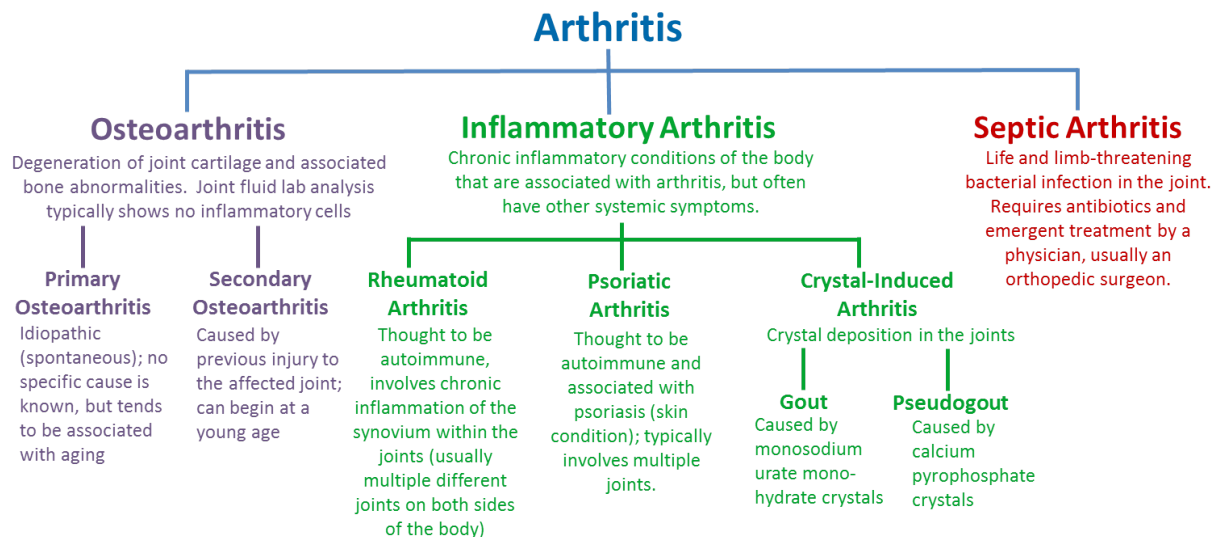 Arthritis
Osteoarthritis
Degeneration of joint cartilage and associated
bone abnormalities.  Joint fluid lab analysis
typically shows no inflammatory cells
Primary
Osteoarthritis
Idiopathic
(spontaneous); no
specific cause is
known, but tends
to be associated
with aging
Secondary
Osteoarthritis
Caused by
previous injury to
the affected joint;
can begin at a
young age
Inflammatory Arthritis
Chronic inflammatory conditions of the body
that are associated with arthritis, but often
have other systemic symptoms.
Rheumatoid
Arthritis
Thought to be
autoimmune,
involves chronic
inflammation of the
synovium within the
joints (usually
multiple different
joints on both sides
of the body)
Psoriatic
Arthritis
Thought to be
autoimmune and
associated with
psoriasis (skin
condition); typically
involves multiple
joints.
Crystal-Induced
Arthritis
Crystal deposition in the joints
Gout
Caused by
monosodium
urate mono-
hydrate crystals
Pseudogout
Caused by
calcium
pyrophosphate
crystals
Septic Arthritis
Life and limb-threatening
bacterial infection in the joint.
Requires antibiotics and
emergent treatment by a
physician, usually an
orthopedic surgeon.